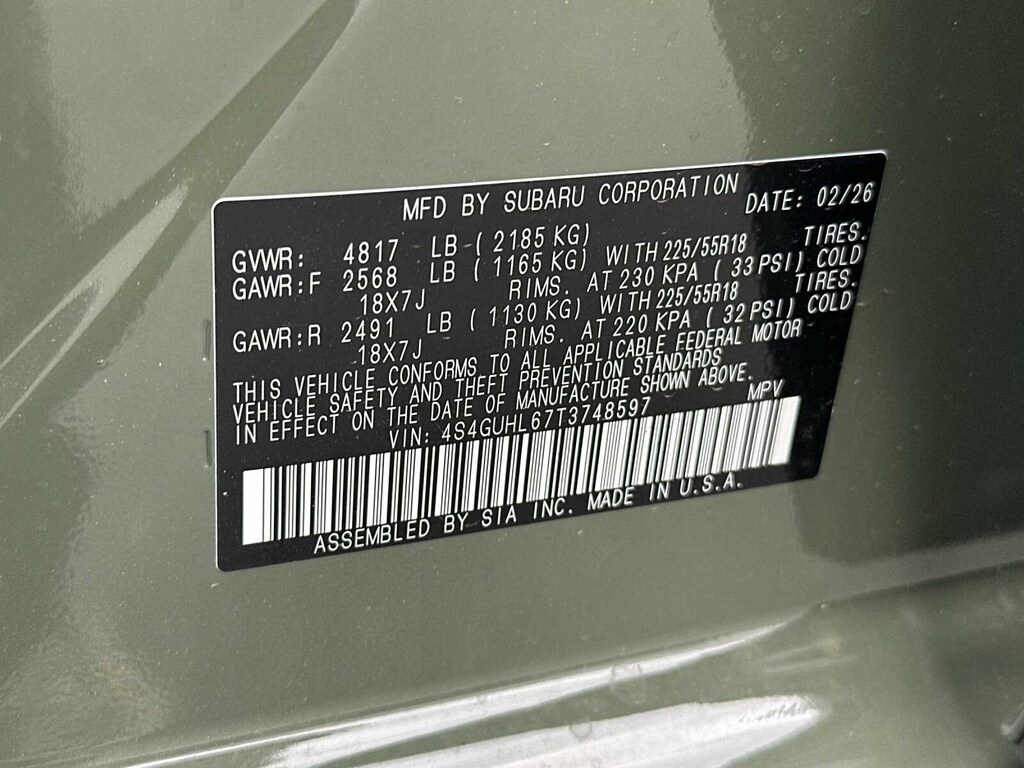 MFD BY SUBARU CORPORATION DATE: 02/26
GVWR: 4817 LB ( 2185 KG)
GAWR:F 2568 LB ( 1165 KG) WITH 225/55R18 TIRES.
18X7J RIMS. AT 230 KPA ( 33 PSI) COLD
GAWR:R 2491 LB ( 1130 KG) WITH 225/55R18 TIRES.
18X7J RIMS. AT 220 KPA ( 32 PSI) COLD
THIS VEHICLE CONFORMS TO ALL APPLICABLE FEDERAL MOTOR
VEHICLE SAFETY AND THEFT PREVENTION STANDARDS
IN EFFECT ON THE DATE OF MANUFACTURE SHOWN ABOVE.
VIN: 4S4GUHL67T3748597 MPV
ASSEMBLED BY SIA INC. MADE IN U.S.A.